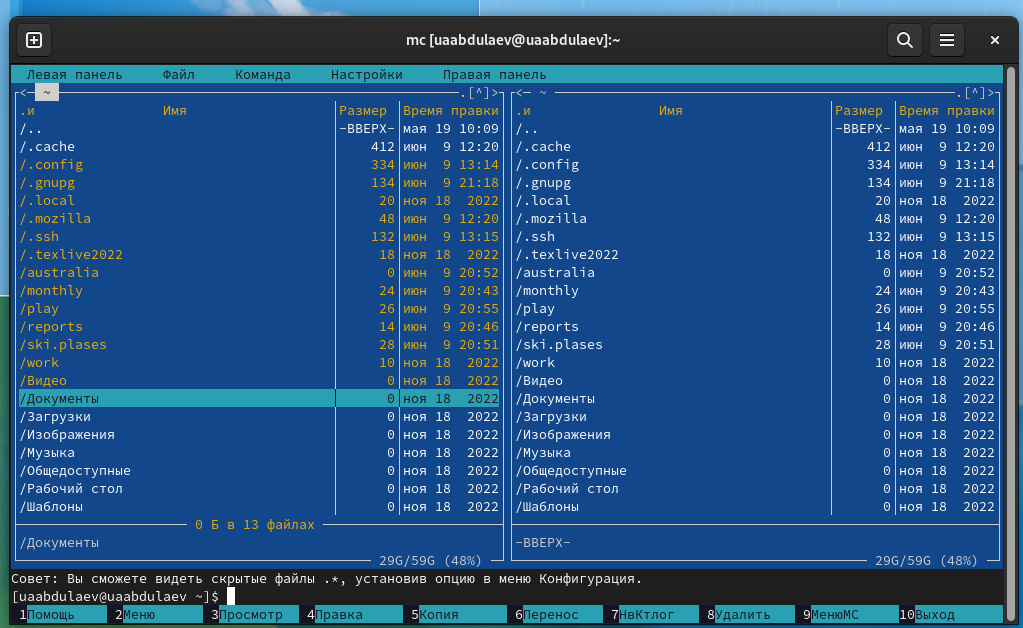 mc [uaabdulaev@uaabdulaev]:~
Левая панель Файл Команда Настройки Правая панель
<─ ~ .[^]> <─ ~ .[^]>
.и Имя Размер Время правки .и Имя Размер Время правки
/.. -ВВЕРХ- мая 19 10:09 /.. -ВВЕРХ- мая 19 10:09
/.cache 412 июн 9 12:20 /.cache 412 июн 9 12:20
/.config 334 июн 9 13:14 /.config 334 июн 9 13:14
/.gnupg 134 июн 9 21:18 /.gnupg 134 июн 9 21:18
/.local 20 ноя 18 2022 /.local 20 ноя 18 2022
/.mozilla 48 июн 9 12:20 /.mozilla 48 июн 9 12:20
/.ssh 132 июн 9 13:15 /.ssh 132 июн 9 13:15
/.texlive2022 18 ноя 18 2022 /.texlive2022 18 ноя 18 2022
/australia 0 июн 9 20:52 /australia 0 июн 9 20:52
/monthly 24 июн 9 20:43 /monthly 24 июн 9 20:43
/play 26 июн 9 20:55 /play 26 июн 9 20:55
/reports 14 июн 9 20:46 /reports 14 июн 9 20:46
/ski.plases 28 июн 9 20:51 /ski.plases 28 июн 9 20:51
/work 10 ноя 18 2022 /work 10 ноя 18 2022
/Видео 0 ноя 18 2022 /Видео 0 ноя 18 2022
/Документы 0 ноя 18 2022 /Документы 0 ноя 18 2022
/Загрузки 0 ноя 18 2022 /Загрузки 0 ноя 18 2022
/Изображения 0 ноя 18 2022 /Изображения 0 ноя 18 2022
/Музыка 0 ноя 18 2022 /Музыка 0 ноя 18 2022
/Общедоступные 0 ноя 18 2022 /Общедоступные 0 ноя 18 2022
/Рабочий стол 0 ноя 18 2022 /Рабочий стол 0 ноя 18 2022
/Шаблоны 0 ноя 18 2022 /Шаблоны 0 ноя 18 2022
0 Б в 13 файлах
/Документы -ВВЕРХ-
29G/59G (48%) 29G/59G (48%)
Совет: Вы сможете видеть скрытые файлы .*, установив опцию в меню Конфигурация.
[uaabdulaev@uaabdulaev ~]$
1Помощь 2Меню 3Просмотр 4Правка 5Копия 6Перенос 7НвКтлог 8Удалить 9МенюМС 10Выход